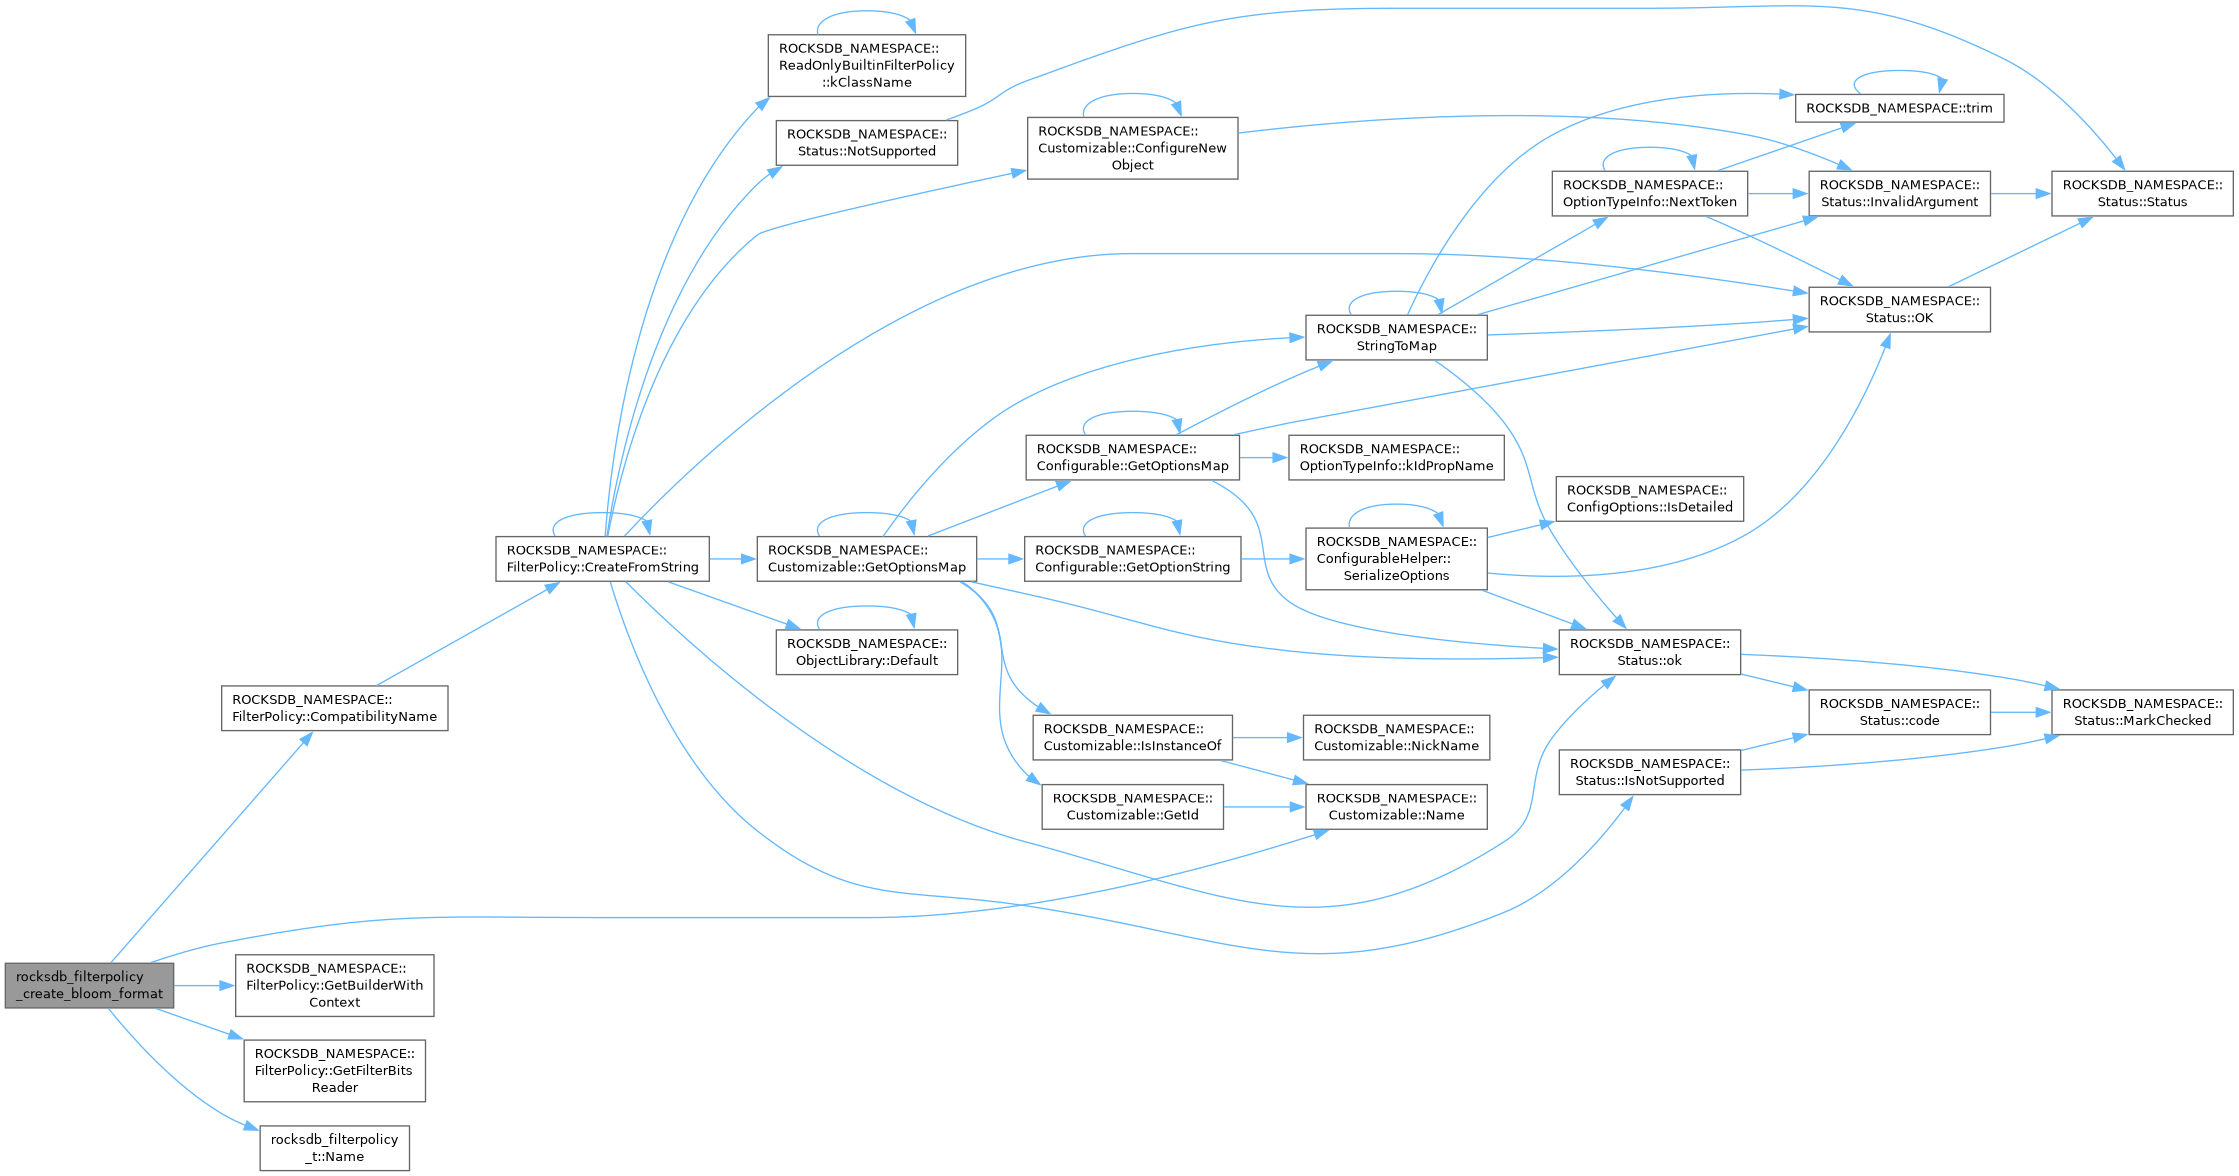 ROCKSDB_NAMESPACE::
ReadOnlyBuiltinFilterPolicy
::kClassName
ROCKSDB_NAMESPACE::
Status::NotSupported
ROCKSDB_NAMESPACE::
Customizable::ConfigureNew
Object
ROCKSDB_NAMESPACE::trim
ROCKSDB_NAMESPACE::
OptionTypeInfo::NextToken
ROCKSDB_NAMESPACE::
Status::InvalidArgument
ROCKSDB_NAMESPACE::
Status::Status
ROCKSDB_NAMESPACE::
Status::OK
ROCKSDB_NAMESPACE::
StringToMap
ROCKSDB_NAMESPACE::
Configurable::GetOptionsMap
ROCKSDB_NAMESPACE::
OptionTypeInfo::kIdPropName
ROCKSDB_NAMESPACE::
ConfigOptions::IsDetailed
ROCKSDB_NAMESPACE::
FilterPolicy::CreateFromString
ROCKSDB_NAMESPACE::
Customizable::GetOptionsMap
ROCKSDB_NAMESPACE::
Configurable::GetOptionString
ROCKSDB_NAMESPACE::
ConfigurableHelper::
SerializeOptions
ROCKSDB_NAMESPACE::
ObjectLibrary::Default
ROCKSDB_NAMESPACE::
Status::ok
ROCKSDB_NAMESPACE::
FilterPolicy::CompatibilityName
ROCKSDB_NAMESPACE::
Customizable::IsInstanceOf
ROCKSDB_NAMESPACE::
Customizable::NickName
ROCKSDB_NAMESPACE::
Status::code
ROCKSDB_NAMESPACE::
Status::MarkChecked
ROCKSDB_NAMESPACE::
Status::IsNotSupported
ROCKSDB_NAMESPACE::
Customizable::GetId
ROCKSDB_NAMESPACE::
Customizable::Name
rocksdb_filterpolicy
_create_bloom_format
ROCKSDB_NAMESPACE::
FilterPolicy::GetBuilderWith
Context
ROCKSDB_NAMESPACE::
FilterPolicy::GetFilterBits
Reader
rocksdb_filterpolicy
_t::Name